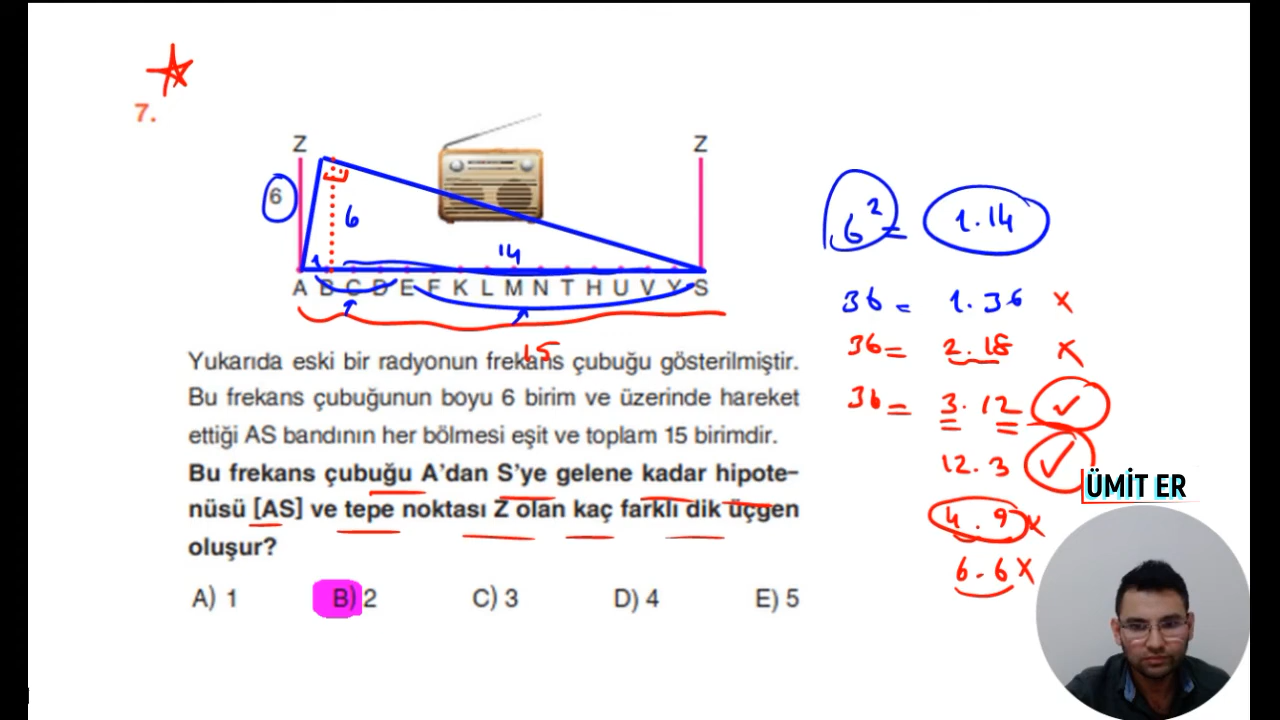 7.
Z Z
6
6
14
1
A B C D E F K L M N T H U V Y S
15
Yukarıda eski bir radyonun frekans çubuğu gösterilmiştir.
Bu frekans çubuğunun boyu 6 birim ve üzerinde hareket
ettiği AS bandının her bölmesi eşit ve toplam 15 birimdir.
Bu frekans çubuğu A'dan S'ye gelene kadar hipote–
nüsü [AS] ve tepe noktası Z olan kaç farklı dik üçgen
oluşur?
A) 1 B) 2 C) 3 D) 4 E) 5
6² = 1.14
36 = 1.36 x
36 = 2.18 x
36 = 3.12 ✓
12.3 ✓
4.9 x
6.6 x
ÜMİT ER